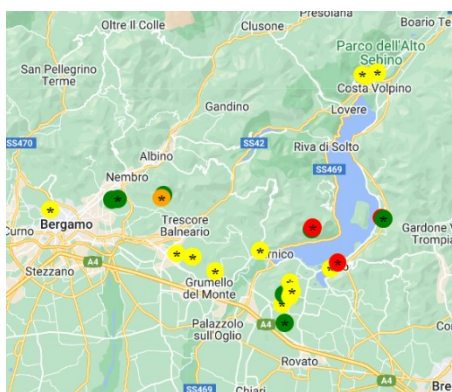 Presolana
Oltre Il Colle
Clusone
Boario Te
Parco dell'Alto
Sebino
San Pellegrino
Terme
Costa Volpino
Gandino
Lovere
SS470
Albino
SS42
Riva di Solto
Nembro
SS469
Bergamo
Trescore
Balneario
Gardone V
Trompia
Curno
Stezzano
A4
Grumello
del Monte
Palazzolo
sull'Oglio
A4
Rovato
Con
SS469
Chiari
Bre